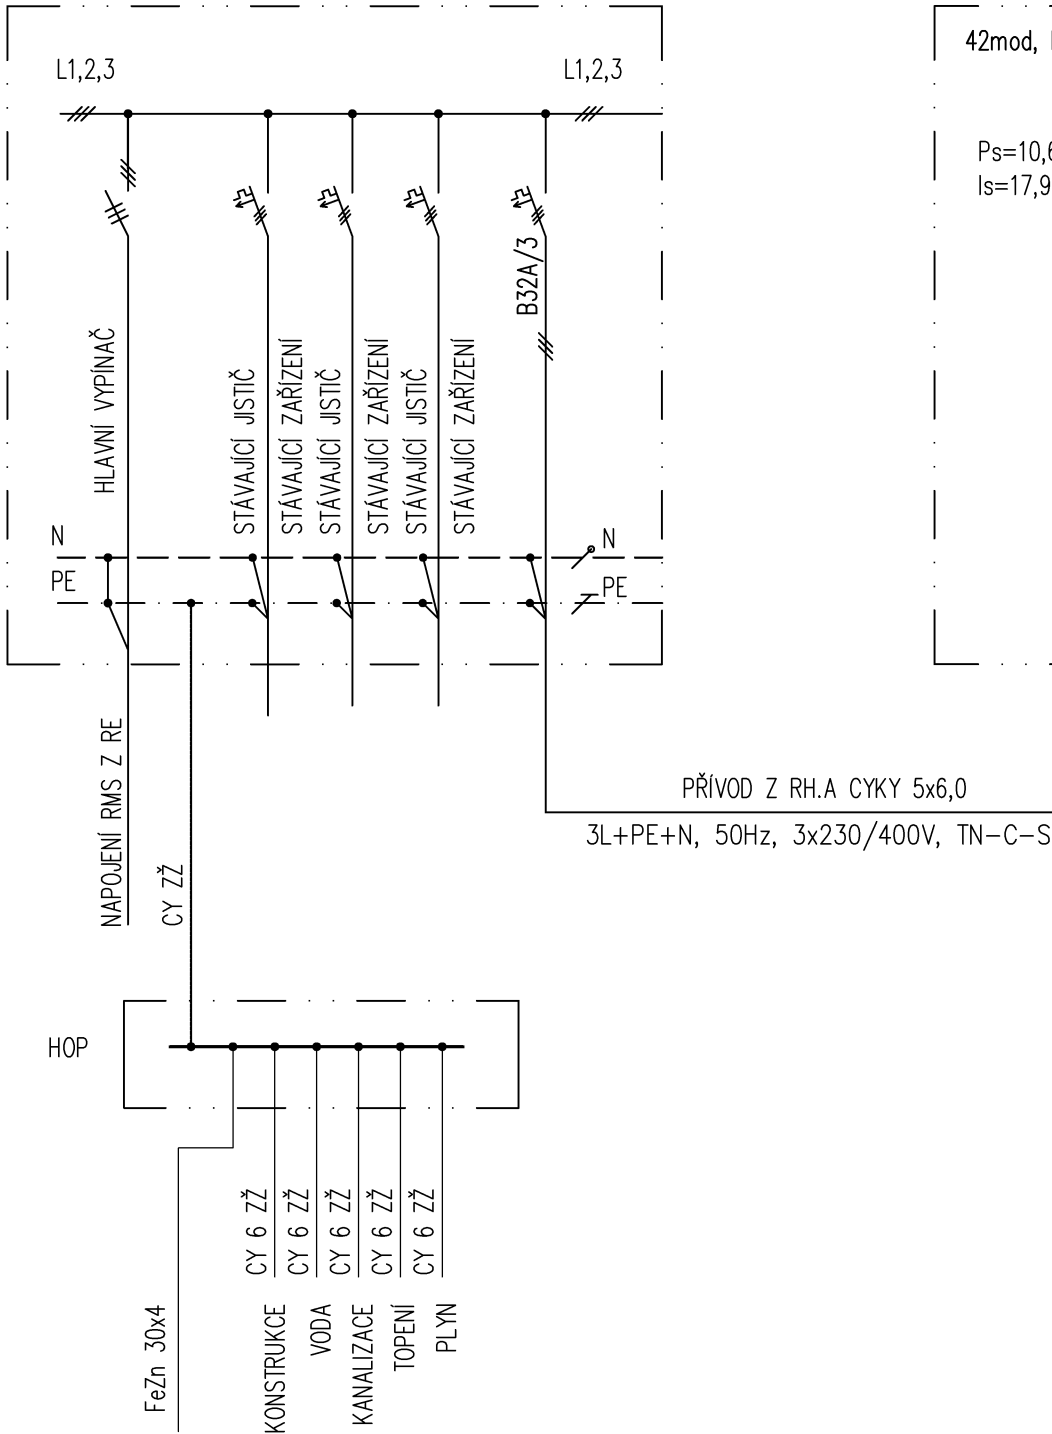 L1,2,3
L1,2,3
42mod,
Ps=10,6
Is=17,9
B32A/3
HLAVNÍ VYPÍNAČ
STÁVAJÍCÍ JISTIČ
STÁVAJÍCÍ ZAŘÍZENÍ
STÁVAJÍCÍ JISTIČ
STÁVAJÍCÍ ZAŘÍZENÍ
STÁVAJÍCÍ JISTIČ
STÁVAJÍCÍ ZAŘÍZENÍ
N
N
PE
PE
NAPOJENÍ RMS Z RE
CY ZŽ
PŘÍVOD Z RH.A CYKY 5x6,0
3L+PE+N, 50Hz, 3x230/400V, TN-C-S
HOP
CY 6 ZŽ
CY 6 ZŽ
CY 6 ZŽ
CY 6 ZŽ
CY 6 ZŽ
FeZn 30x4
KONSTRUKCE
VODA
KANALIZACE
TOPENÍ
PLYN